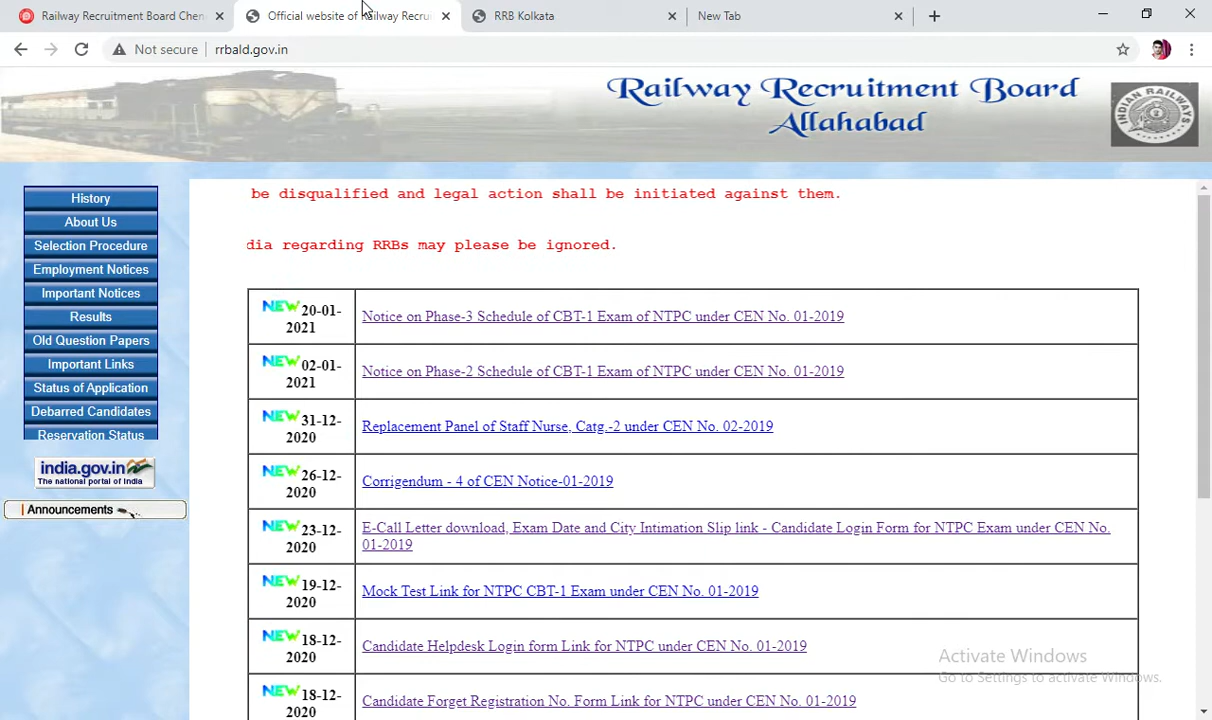 Railway Recruitment Board Chen
Official website of Railway Recru
RRB Kolkata
New Tab
Not secure
rrbald.gov.in
Railway Recruitment Board
Allahabad
INDIAN RAILWAYS
History
About Us
Selection Procedure
Employment Notices
Important Notices
Results
Old Question Papers
Important Links
Status of Application
Debarred Candidates
Reservation Status
india.gov.in
The national portal of India
Announcements
be disqualified and legal action shall be initiated against them.
dia regarding RRBs may please be ignored.
NEW 20-01-
2021
Notice on Phase-3 Schedule of CBT-1 Exam of NTPC under CEN No. 01-2019
NEW 02-01-
2021
Notice on Phase-2 Schedule of CBT-1 Exam of NTPC under CEN No. 01-2019
NEW 31-12-
2020
Replacement Panel of Staff Nurse, Catg.-2 under CEN No. 02-2019
NEW 26-12-
2020
Corrigendum - 4 of CEN Notice-01-2019
NEW 23-12-
2020
E-Call Letter download, Exam Date and City Intimation Slip link - Candidate Login Form for NTPC Exam under CEN No.
01-2019
NEW 19-12-
2020
Mock Test Link for NTPC CBT-1 Exam under CEN No. 01-2019
NEW 18-12-
2020
Candidate Helpdesk Login form Link for NTPC under CEN No. 01-2019
NEW 18-12-
2020
Candidate Forget Registration No. Form Link for NTPC under CEN No. 01-2019
Activate Windows
Go to Settings to activate Windows.